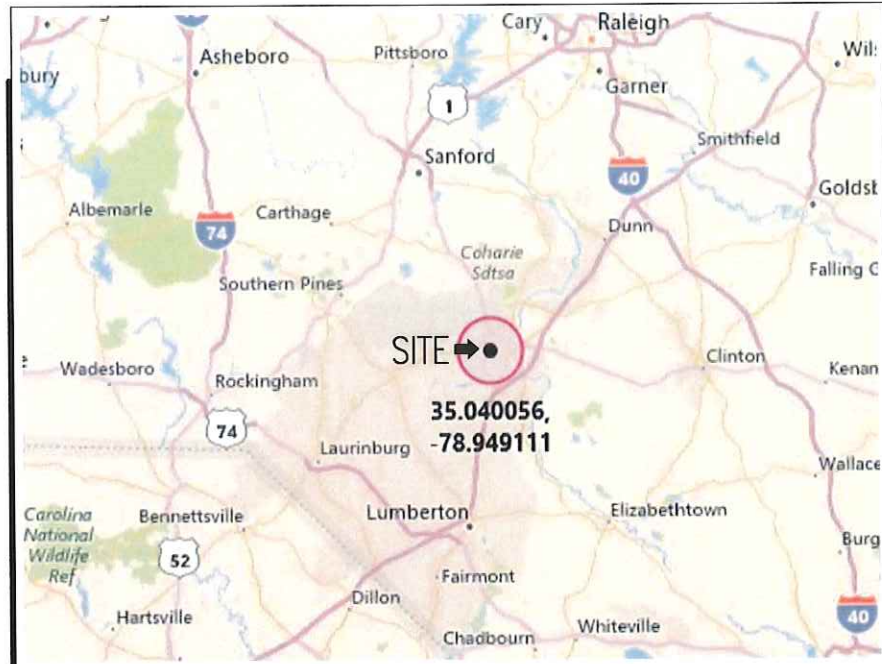 Cary
Raleigh
Pittsboro
Asheboro
bury
Wil
Garner
1
Smithfield
Sanford
40
Goldsb
Albemarle
Carthage
74
Dunn
Coharie
Sdtsa
Falling C
Southern Pines
SITE
Clinton
Wadesboro
Kenan
Rockingham
35.040056,
-78.949111
74
Laurinburg
Wallace
Lumberton
Elizabethtown
Carolina
National
Wildlife
Ref
Bennettsville
Burg
52
Fairmont
Dillon
Hartsville
40
Whiteville
Chadbourn